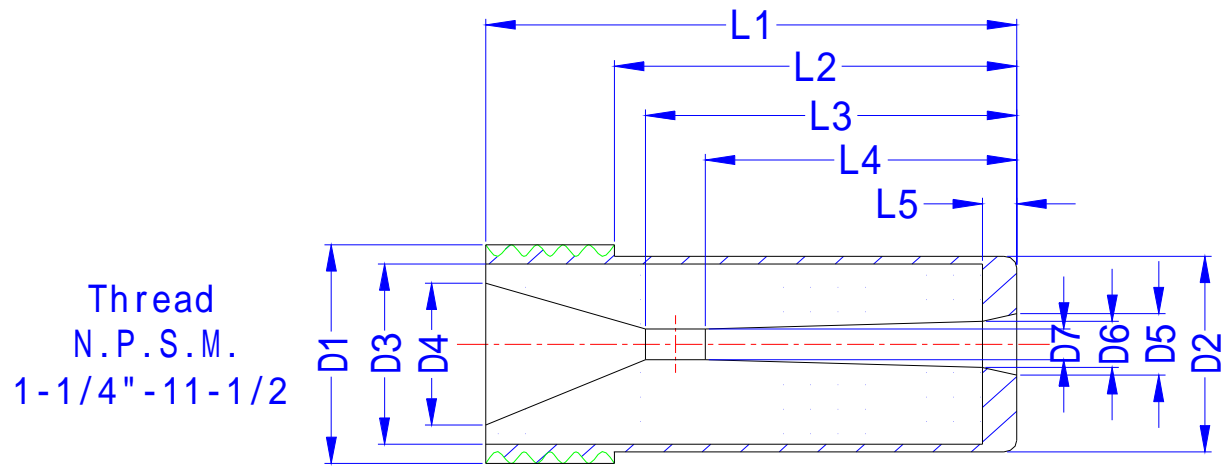 L1
L2
L3
L4
L5
Thread
N.P.S.M.
1-1/4"-11-1/2
D1
D3
D4
D7
D6
D5
D2